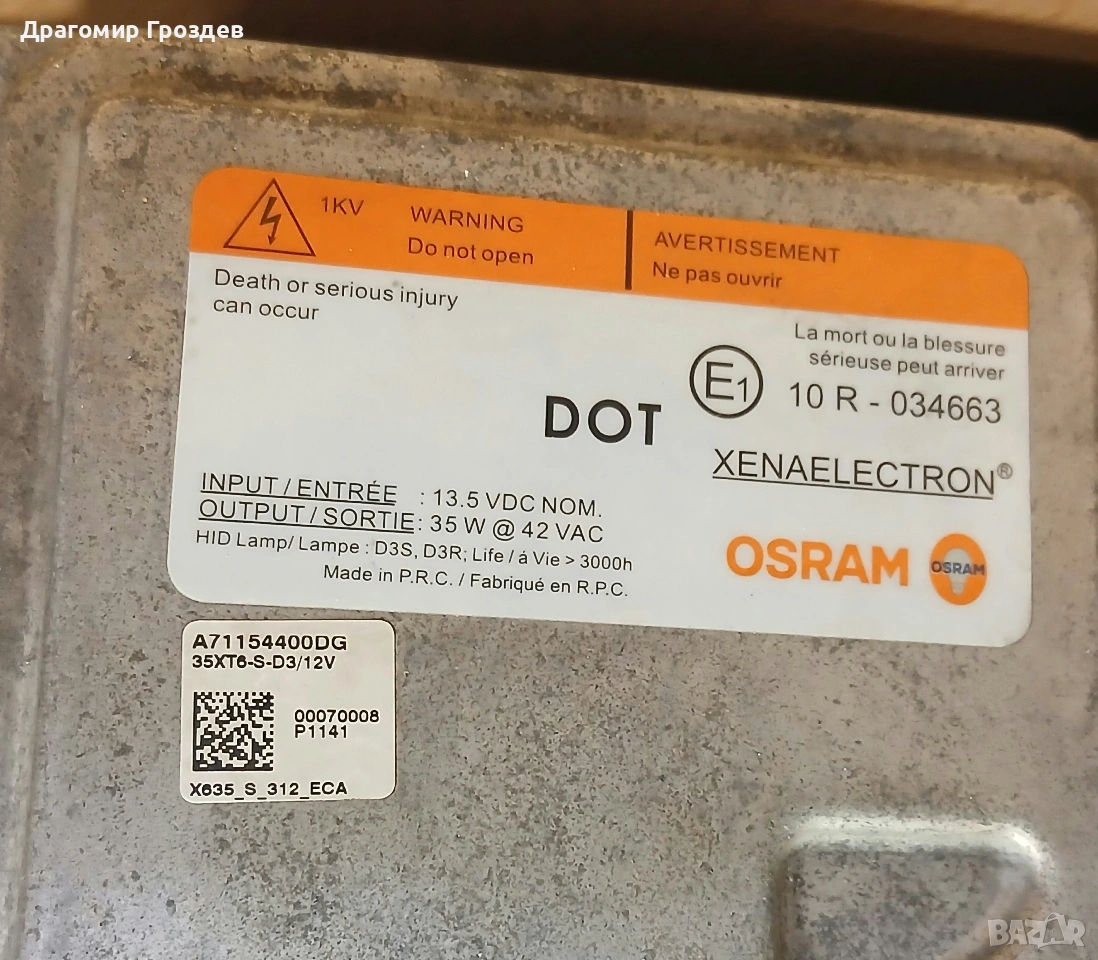 Драгомир Гроздев
1KV
WARNING
Do not open
AVERTISSEMENT
Ne pas ouvrir
Death or serious injury
can occur
La mort ou la blessure
sérieuse peut arriver
E1
10 R - 034663
DOT
XENAELECTRON®
INPUT / ENTRÉE : 13.5 VDC NOM.
OUTPUT / SORTIE : 35 W @ 42 VAC
HID Lamp/ Lampe : D3S, D3R; Life / á Vie > 3000h
Made in P.R.C. / Fabriqué en R.P.C.
OSRAM
OSRAM
A71154400DG
35XT6-S-D3/12V
00070008
P1141
X635_S_312_ECA
BAZAR